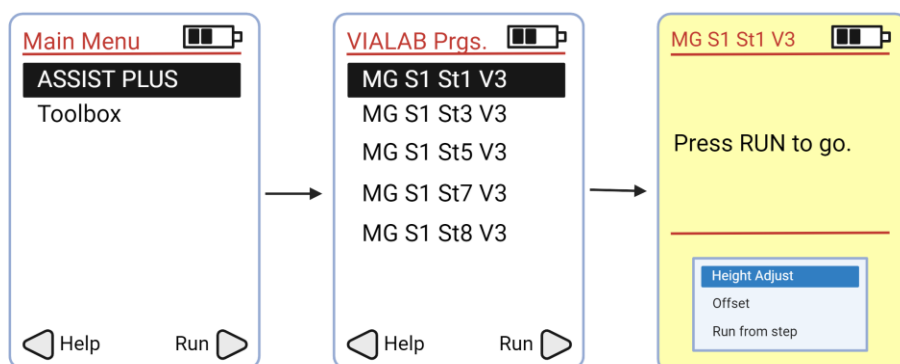 Main Menu
ASSIST PLUS
Toolbox
Help Run
VIALAB Prgs.
MG S1 St1 V3
MG S1 St3 V3
MG S1 St5 V3
MG S1 St7 V3
MG S1 St8 V3
Help Run
MG S1 St1 V3
Press RUN to go.
Height Adjust
Offset
Run from step